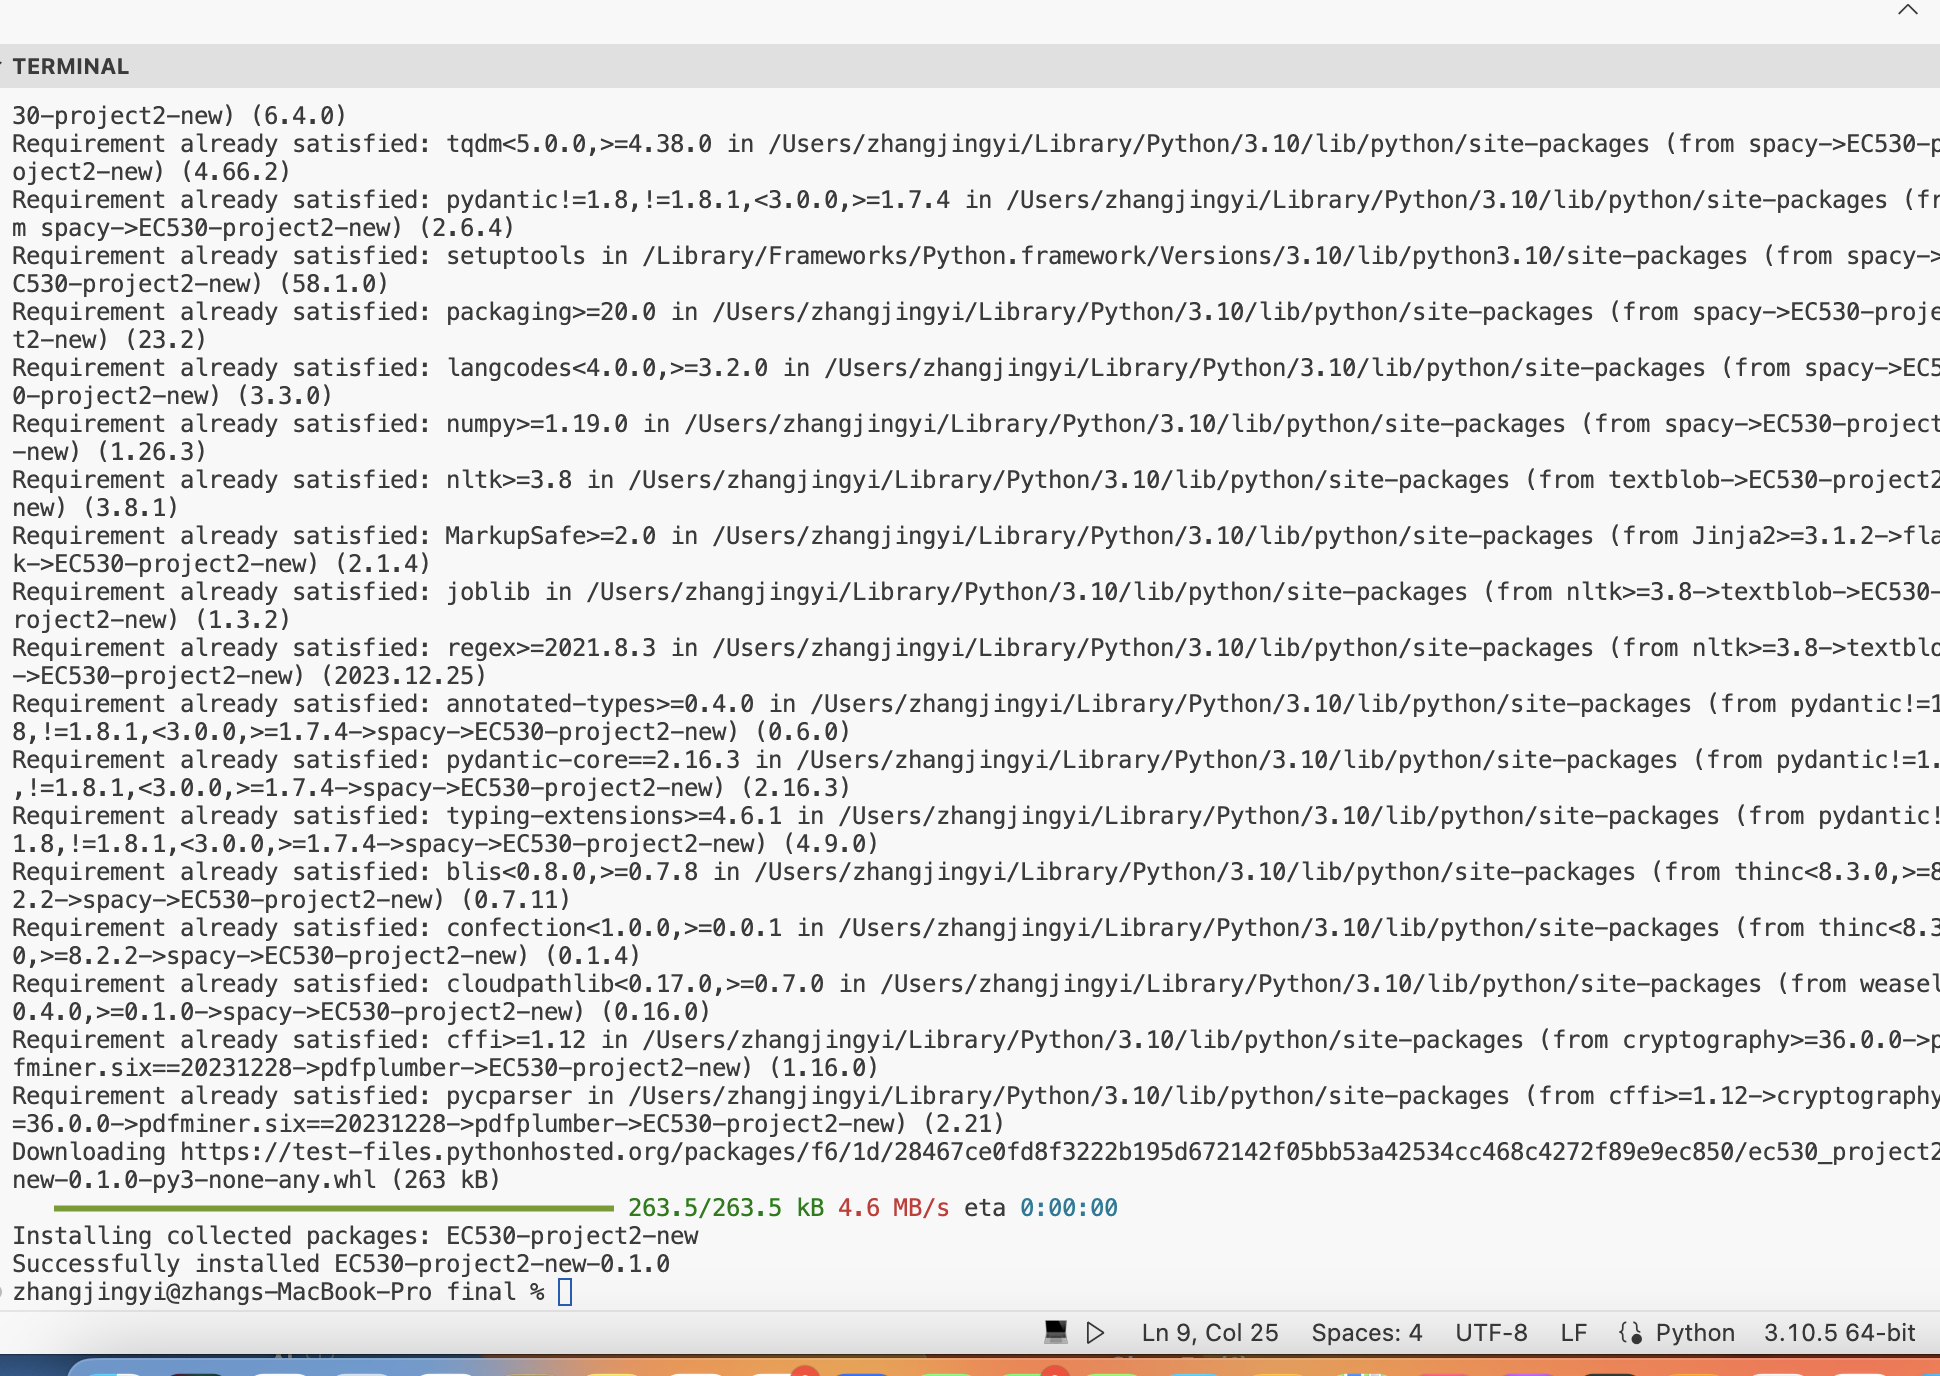 TERMINAL
30-project2-new) (6.4.0)
Requirement already satisfied: tqdm<5.0.0,>=4.38.0 in /Users/zhangjingyi/Library/Python/3.10/lib/python/site-packages (from spacy->EC530-p
oject2-new) (4.66.2)
Requirement already satisfied: pydantic!=1.8,!=1.8.1,<3.0.0,>=1.7.4 in /Users/zhangjingyi/Library/Python/3.10/lib/python/site-packages (fr
m spacy->EC530-project2-new) (2.6.4)
Requirement already satisfied: setuptools in /Library/Frameworks/Python.framework/Versions/3.10/lib/python3.10/site-packages (from spacy->
C530-project2-new) (58.1.0)
Requirement already satisfied: packaging>=20.0 in /Users/zhangjingyi/Library/Python/3.10/lib/python/site-packages (from spacy->EC530-proje
t2-new) (23.2)
Requirement already satisfied: langcodes<4.0.0,>=3.2.0 in /Users/zhangjingyi/Library/Python/3.10/lib/python/site-packages (from spacy->EC5
0-project2-new) (3.3.0)
Requirement already satisfied: numpy>=1.19.0 in /Users/zhangjingyi/Library/Python/3.10/lib/python/site-packages (from spacy->EC530-project
-new) (1.26.3)
Requirement already satisfied: nltk>=3.8 in /Users/zhangjingyi/Library/Python/3.10/lib/python/site-packages (from textblob->EC530-project2
new) (3.8.1)
Requirement already satisfied: MarkupSafe>=2.0 in /Users/zhangjingyi/Library/Python/3.10/lib/python/site-packages (from Jinja2>=3.1.2->fla
k->EC530-project2-new) (2.1.4)
Requirement already satisfied: joblib in /Users/zhangjingyi/Library/Python/3.10/lib/python/site-packages (from nltk>=3.8->textblob->EC530-
roject2-new) (1.3.2)
Requirement already satisfied: regex>=2021.8.3 in /Users/zhangjingyi/Library/Python/3.10/lib/python/site-packages (from nltk>=3.8->textblo
->EC530-project2-new) (2023.12.25)
Requirement already satisfied: annotated-types>=0.4.0 in /Users/zhangjingyi/Library/Python/3.10/lib/python/site-packages (from pydantic!=1
8,!=1.8.1,<3.0.0,>=1.7.4->spacy->EC530-project2-new) (0.6.0)
Requirement already satisfied: pydantic-core==2.16.3 in /Users/zhangjingyi/Library/Python/3.10/lib/python/site-packages (from pydantic!=1.
,!=1.8.1,<3.0.0,>=1.7.4->spacy->EC530-project2-new) (2.16.3)
Requirement already satisfied: typing-extensions>=4.6.1 in /Users/zhangjingyi/Library/Python/3.10/lib/python/site-packages (from pydantic!
1.8,!=1.8.1,<3.0.0,>=1.7.4->spacy->EC530-project2-new) (4.9.0)
Requirement already satisfied: blis<0.8.0,>=0.7.8 in /Users/zhangjingyi/Library/Python/3.10/lib/python/site-packages (from thinc<8.3.0,>=8
2.2->spacy->EC530-project2-new) (0.7.11)
Requirement already satisfied: confection<1.0.0,>=0.0.1 in /Users/zhangjingyi/Library/Python/3.10/lib/python/site-packages (from thinc<8.3
0,>=8.2.2->spacy->EC530-project2-new) (0.1.4)
Requirement already satisfied: cloudpathlib<0.17.0,>=0.7.0 in /Users/zhangjingyi/Library/Python/3.10/lib/python/site-packages (from weasel
0.4.0,>=0.1.0->spacy->EC530-project2-new) (0.16.0)
Requirement already satisfied: cffi>=1.12 in /Users/zhangjingyi/Library/Python/3.10/lib/python/site-packages (from cryptography>=36.0.0->p
fminer.six==20231228->pdfplumber->EC530-project2-new) (1.16.0)
Requirement already satisfied: pycparser in /Users/zhangjingyi/Library/Python/3.10/lib/python/site-packages (from cffi>=1.12->cryptography
=36.0.0->pdfminer.six==20231228->pdfplumber->EC530-project2-new) (2.21)
Downloading https://test-files.pythonhosted.org/packages/f6/1d/28467ce0fd8f3222b195d672142f05bb53a42534cc468c4272f89e9ec850/ec530_project2
new-0.1.0-py3-none-any.whl (263 kB)
263.5/263.5 kB 4.6 MB/s eta 0:00:00
Installing collected packages: EC530-project2-new
Successfully installed EC530-project2-new-0.1.0
zhangjingyi@zhangs-MacBook-Pro final %
Ln 9, Col 25 Spaces: 4 UTF-8 LF Python 3.10.5 64-bit